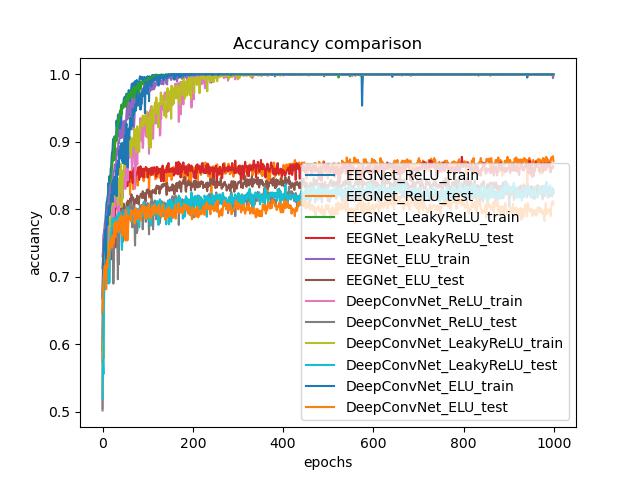 Accurancy comparison
1.0
0.9
0.8
0.7
0.6
0.5
accuancy
0
200
400
600
800
1000
epochs
EEGNet_ReLU_train
EEGNet_ReLU_test
EEGNet_LeakyReLU_train
EEGNet_LeakyReLU_test
EEGNet_ELU_train
EEGNet_ELU_test
DeepConvNet_ReLU_train
DeepConvNet_ReLU_test
DeepConvNet_LeakyReLU_train
DeepConvNet_LeakyReLU_test
DeepConvNet_ELU_train
DeepConvNet_ELU_test